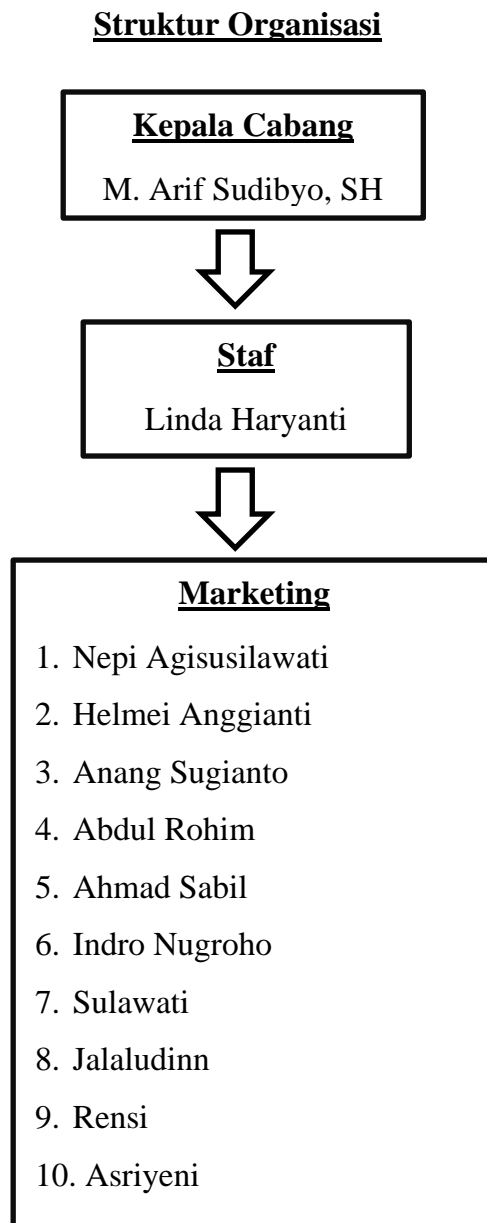 Struktur Organisasi
Kepala Cabang
M. Arif Sudibyo, SH
Staf
Linda Haryanti
Marketing
1. Nepi Agisusilawati
2. Helmei Anggianti
3. Anang Sugianto
4. Abdul Rohim
5. Ahmad Sabil
6. Indro Nugroho
7. Sulawati
8. Jalaludinn
9. Rensi
10. Asriyeni